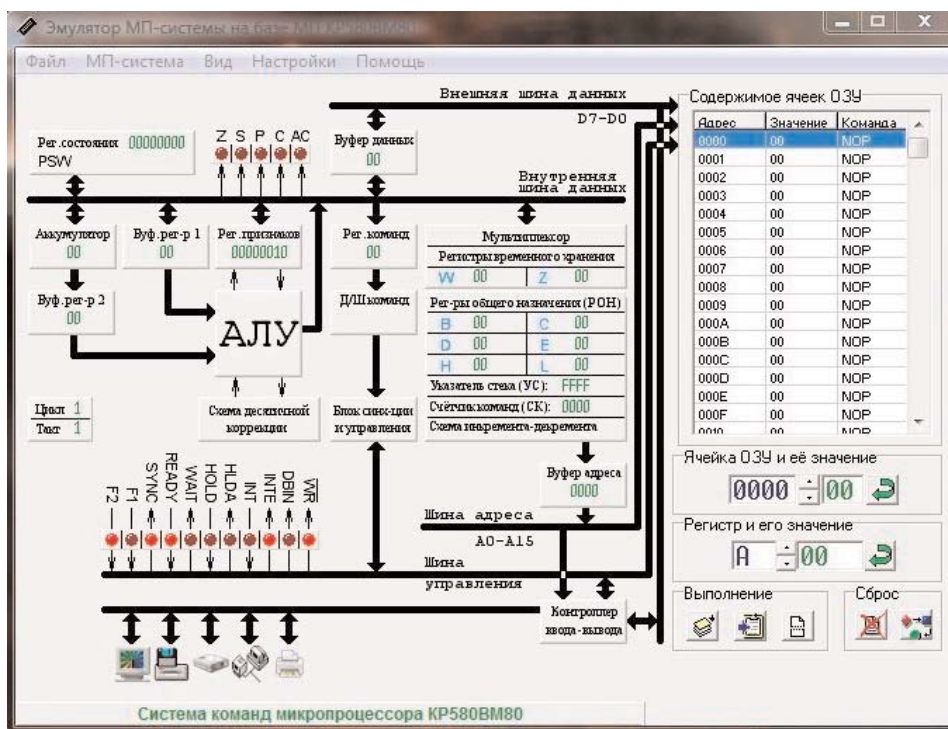 Эмулятор МП-системы на базе МП КР580ВМ80
Файл МП-система Вид Настройки Помощь
Внешняя шина данных
D7-D0
Рег.состояния 00000000
PSW
Z S P C AC
Буфер данных
00
Внутренняя
шина данных
Аккумулятор
00
Буф.рег-р 1
00
Рег.признаков
00000010
Рег.команд
00
Мультиплексор
Регистры временного хранения
W 00 Z 00
Буф.рег-р 2
00
АЛУ
Д/Ш команд
Рег-ры общего назначения (РОН)
B 00 C 00
D 00 E 00
H 00 L 00
Указатель стека (УС): FFFF
Счётчик команд (СК): 0000
Схема инкремента-декремента
Цикл 1
Такт 1
Схема десятичной
коррекции
Блок синх-ции
и управления
Буфер адреса
0000
F2 F1 SYNC READY WAIT HOLD HLDA INT INTE DBIN WR
Шина адреса
A0-A15
Шина
управления
Контроллер
ввода-вывода
Содержимое ячеек ОЗУ
Адрес Значение Команда
0000 00 NOP
0001 00 NOP
0002 00 NOP
0003 00 NOP
0004 00 NOP
0005 00 NOP
0006 00 NOP
0007 00 NOP
0008 00 NOP
0009 00 NOP
000A 00 NOP
000B 00 NOP
000C 00 NOP
000D 00 NOP
000E 00 NOP
000F 00 NOP
0010 00 NOP
Ячейка ОЗУ и её значение
0000 00
Регистр и его значение
A 00
Выполнение
Сброс
Система команд микропроцессора КР580ВМ80